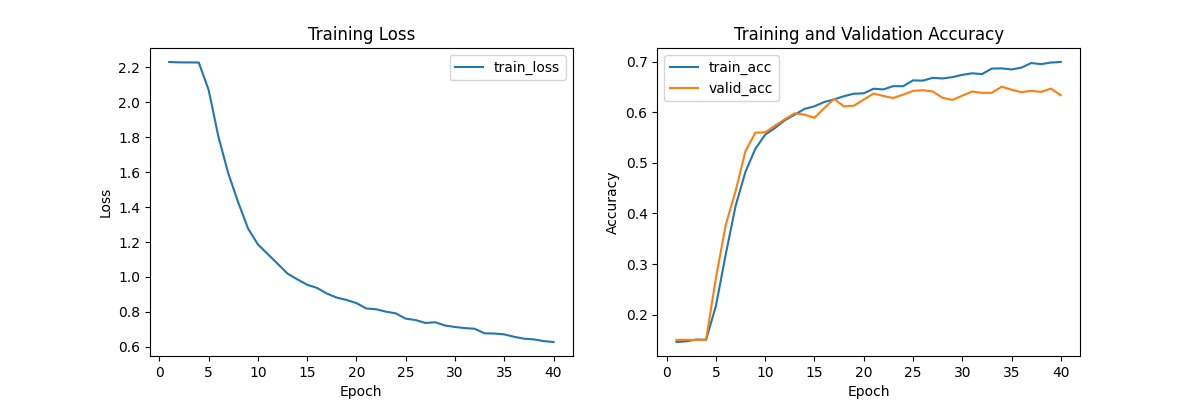 Training Loss
Training and Validation Accuracy
train_loss
train_acc
valid_acc
2.2
2.0
1.8
1.6
1.4
1.2
1.0
0.8
0.6
Loss
0 5 10 15 20 25 30 35 40
Epoch
0.7
0.6
0.5
0.4
0.3
0.2
Accuracy
0 5 10 15 20 25 30 35 40
Epoch